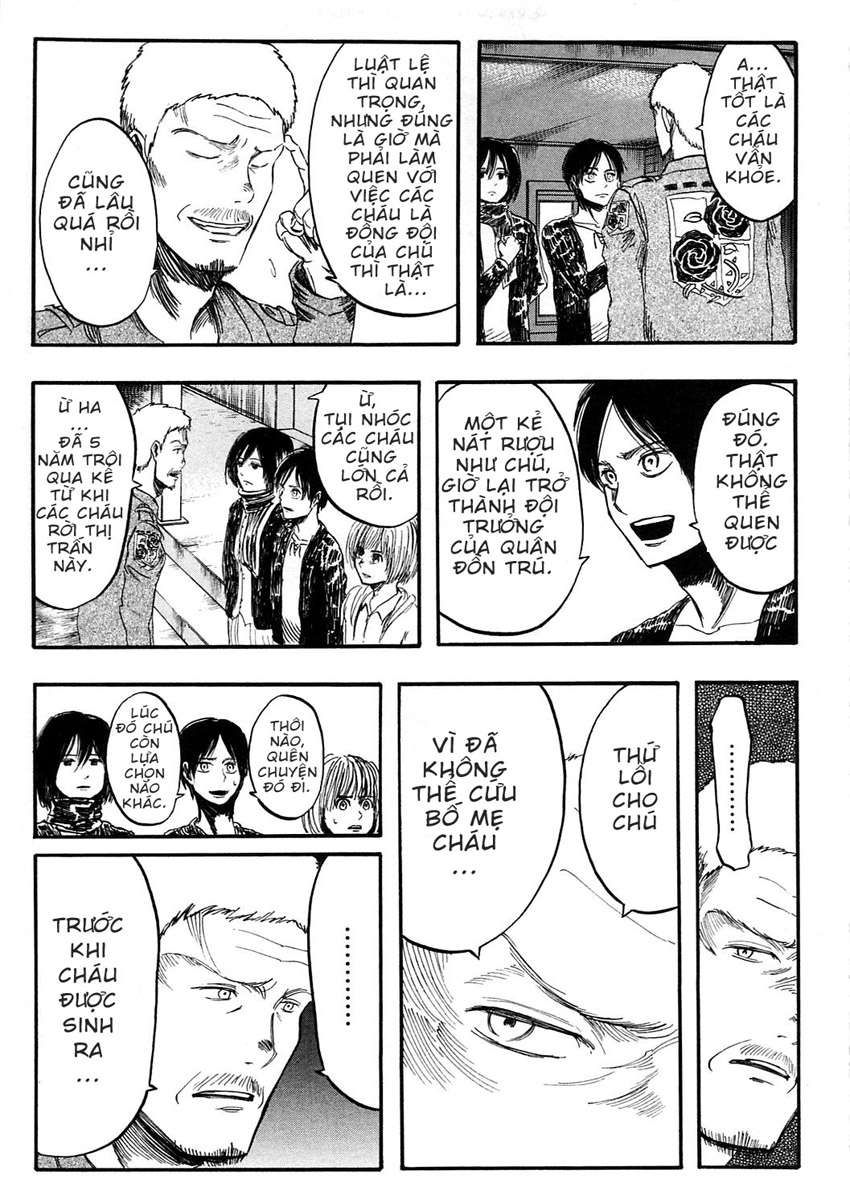 A...
THẬT
TỐT LÀ
CÁC
CHÁU
VẪN
KHỎE.
LUẬT LỆ
THÌ QUAN
TRỌNG,
NHƯNG ĐÚNG
LÀ GIỜ MÀ
PHẢI LÀM
QUEN VỚI
VIỆC CÁC
CHÁU LÀ
ĐỒNG ĐỘI
CỦA CHÚ
THÌ THẬT
LÀ...
CŨNG
ĐÃ LÂU
QUÁ RỒI
NHỈ
...
ĐÚNG
ĐÓ.
THẬT
KHÔNG
THỂ
QUEN
ĐƯỢC
MỘT KẺ
NÁT RƯỢU
NHƯ CHÚ,
GIỜ LẠI TRỞ
THÀNH ĐỘI
TRƯỞNG
CỦA QUÂN
ĐỒN TRÚ.
Ừ,
TỤI NHÓC
CÁC CHÁU
CŨNG
LỚN CẢ
RỒI.
Ừ HA
...
ĐÃ 5
NĂM TRÔI
QUA KỂ
TỪ KHI
CÁC CHÁU
RỜI THỊ
TRẤN
NÀY.
.........
THỨ
LỖI
CHO
CHÚ
VÌ ĐÃ
KHÔNG
THỂ CỨU
BỐ MẸ
CHÁU
...
THÔI
NÀO,
QUÊN
CHUYỆN
ĐÓ ĐI.
LÚC
ĐÓ CHÚ
CÒN
LỰA
CHỌN
NÀO
KHÁC.
.........
TRƯỚC
KHI
CHÁU
ĐƯỢC
SINH
RA
...